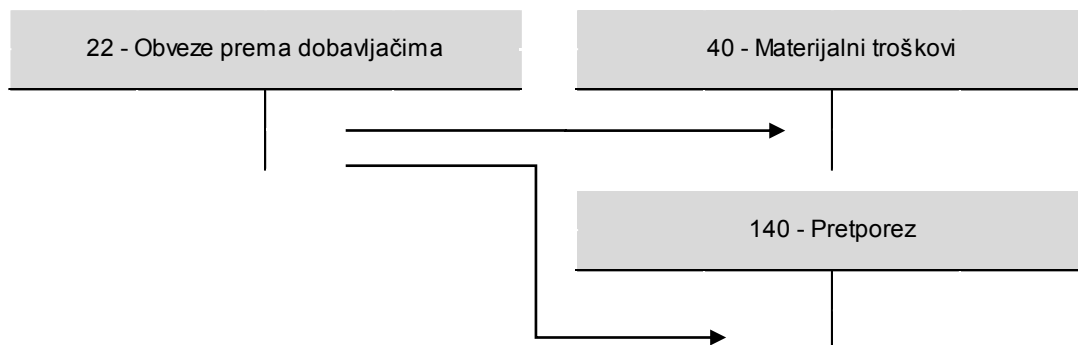 22 - Obveze prema dobavljačima
40 - Materijalni troškovi
140 - Pretporez